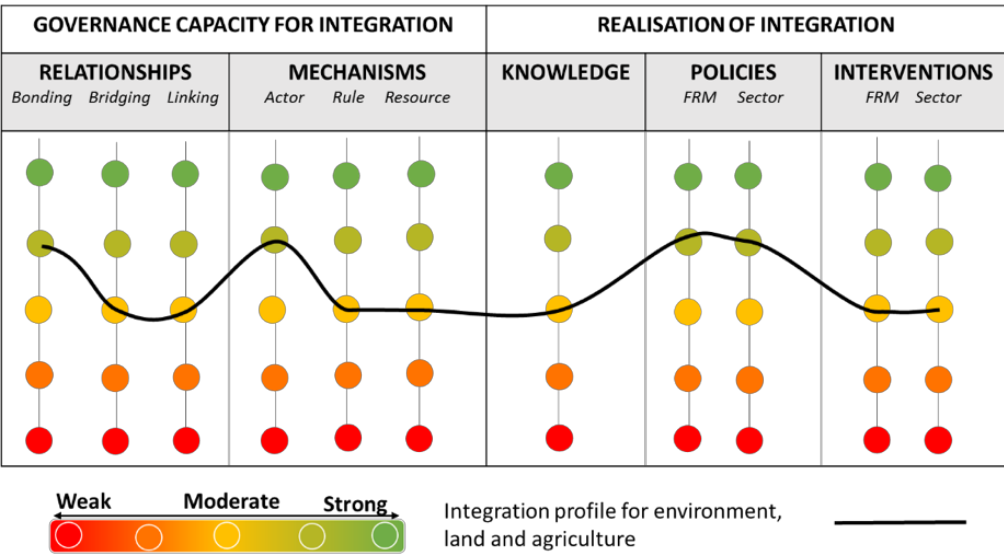 GOVERNANCE CAPACITY FOR INTEGRATION
REALISATION OF INTEGRATION
RELATIONSHIPS
Bonding Bridging Linking
MECHANISMS
Actor Rule Resource
KNOWLEDGE
POLICIES
FRM Sector
INTERVENTIONS
FRM Sector
Weak Moderate Strong
Integration profile for environment,
land and agriculture